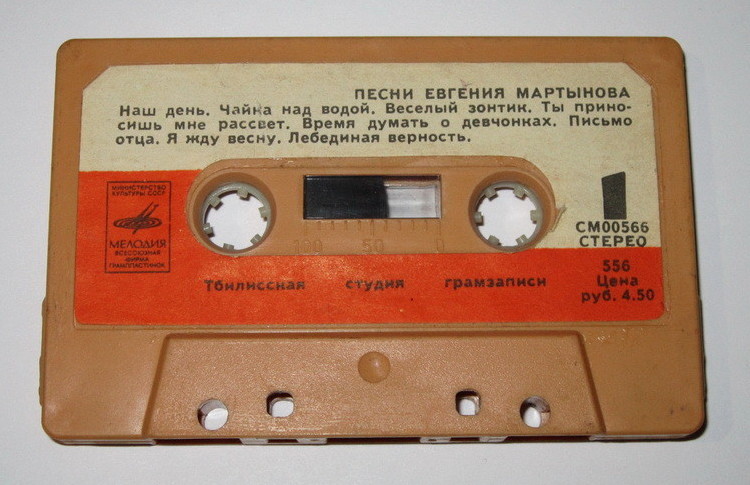 ПЕСНИ ЕВГЕНИЯ МАРТЫНОВА
Наш день. Чайка над водой. Веселый зонтик. Ты прино-
сишь мне рассвет. Время думать о девчонках. Письмо
отца. Я жду весну. Лебединая верность.
МИНИСТЕРСТВО
КУЛЬТУРЫ СССР
МЕЛОДИЯ
ВСЕСОЮЗНАЯ
ФИРМА
ГРАМПЛАСТИНОК
1
СМ00566
СТЕРЕО
100 50 0
Тбилисская студия грамзаписи
556
Цена
руб. 4.50